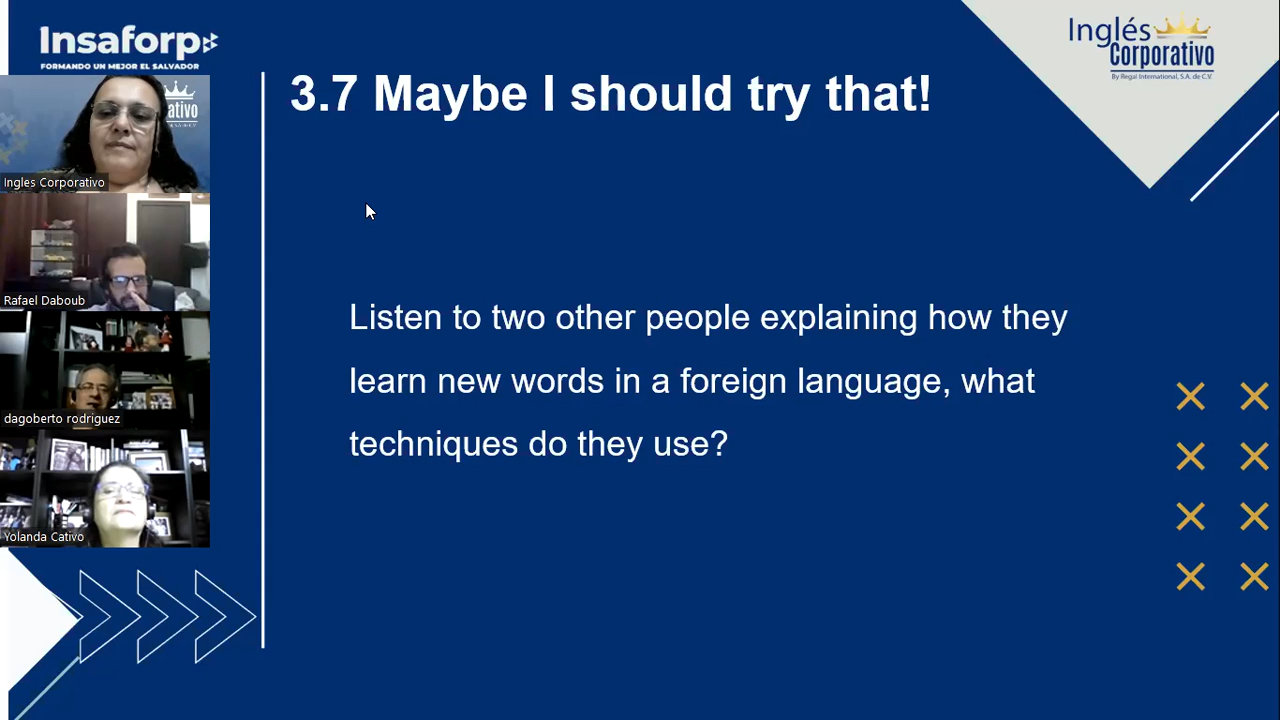 Insaforp
FORMANDO UN MEJOR EL SALVADOR
Inglés
Corporativo
By Regal International, S.A. de C.V.
3.7 Maybe I should try that!
ativo
Ingles Corporativo
Rafael Daboub
dagoberto rodriguez
Yolanda Cativo
Listen to two other people explaining how they
learn new words in a foreign language, what
techniques do they use?